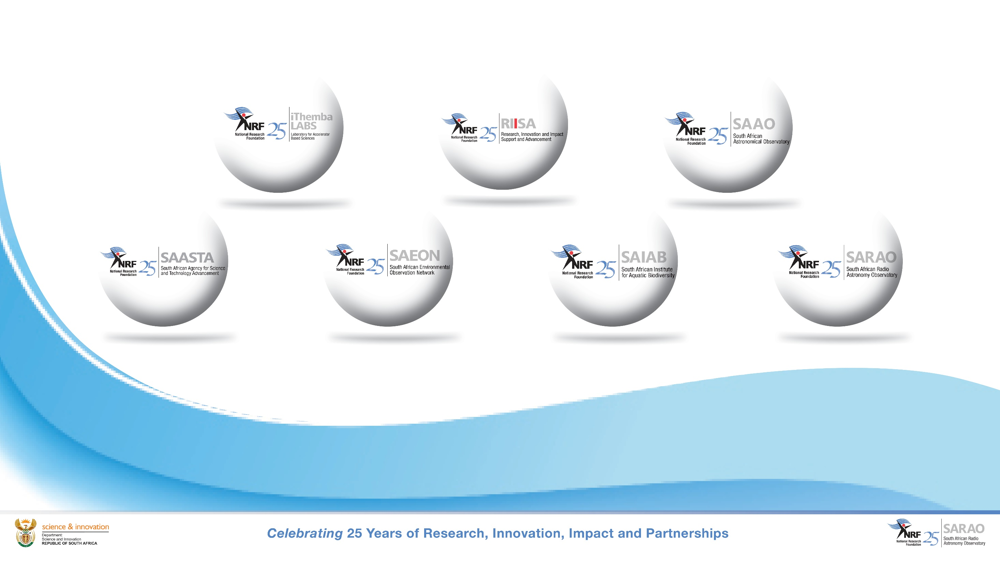 NRF
National Research
Foundation
25
iThemba
LABS
Laboratory for Accelerator
Based Sciences
NRF
National Research
Foundation
25
RIISA
Research, Innovation and Impact
Support and Advancement
NRF
National Research
Foundation
25
SAAO
South African
Astronomical Observatory
NRF
National Research
Foundation
25
SAASTA
South African Agency for Science
and Technology Advancement
NRF
National Research
Foundation
25
SAEON
South African Environmental
Observation Network
NRF
National Research
Foundation
25
SAIAB
South African Institute
for Aquatic Biodiversity
NRF
National Research
Foundation
25
SARAO
South African Radio
Astronomy Observatory
science & innovation
Department:
Science and Innovation
REPUBLIC OF SOUTH AFRICA
Celebrating 25 Years of Research, Innovation, Impact and Partnerships
NRF
National Research
Foundation
25
SARAO
South African Radio
Astronomy Observatory